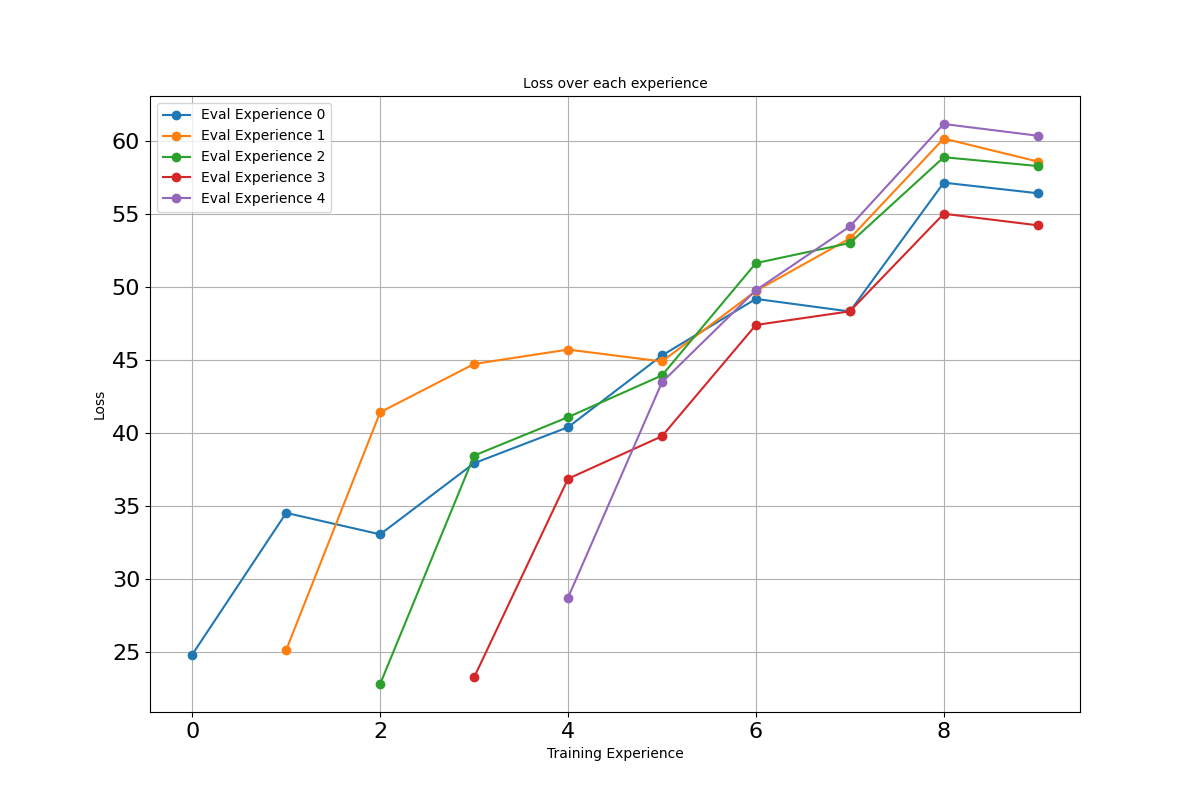 Loss over each experience
Eval Experience 0
Eval Experience 1
Eval Experience 2
Eval Experience 3
Eval Experience 4
60
55
50
45
40
35
30
25
Loss
0 2 4 6 8
Training Experience